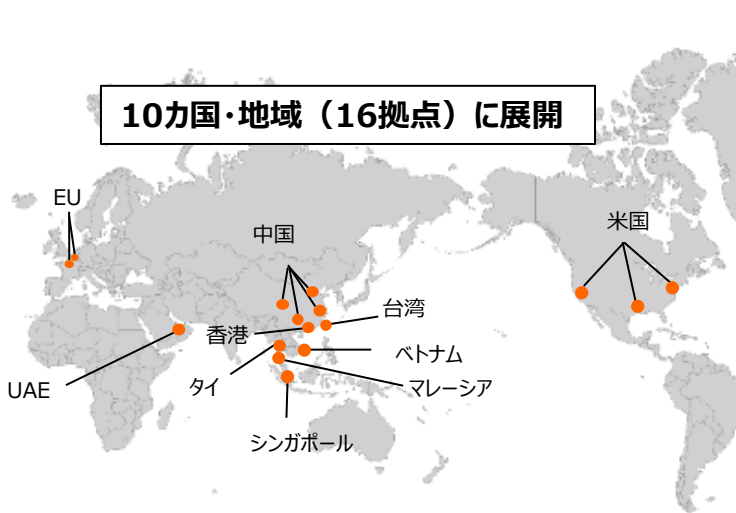 10カ国･地域（16拠点）に展開
EU
中国
米国
台湾
香港
ベトナム
UAE
タイ
マレーシア
シンガポール